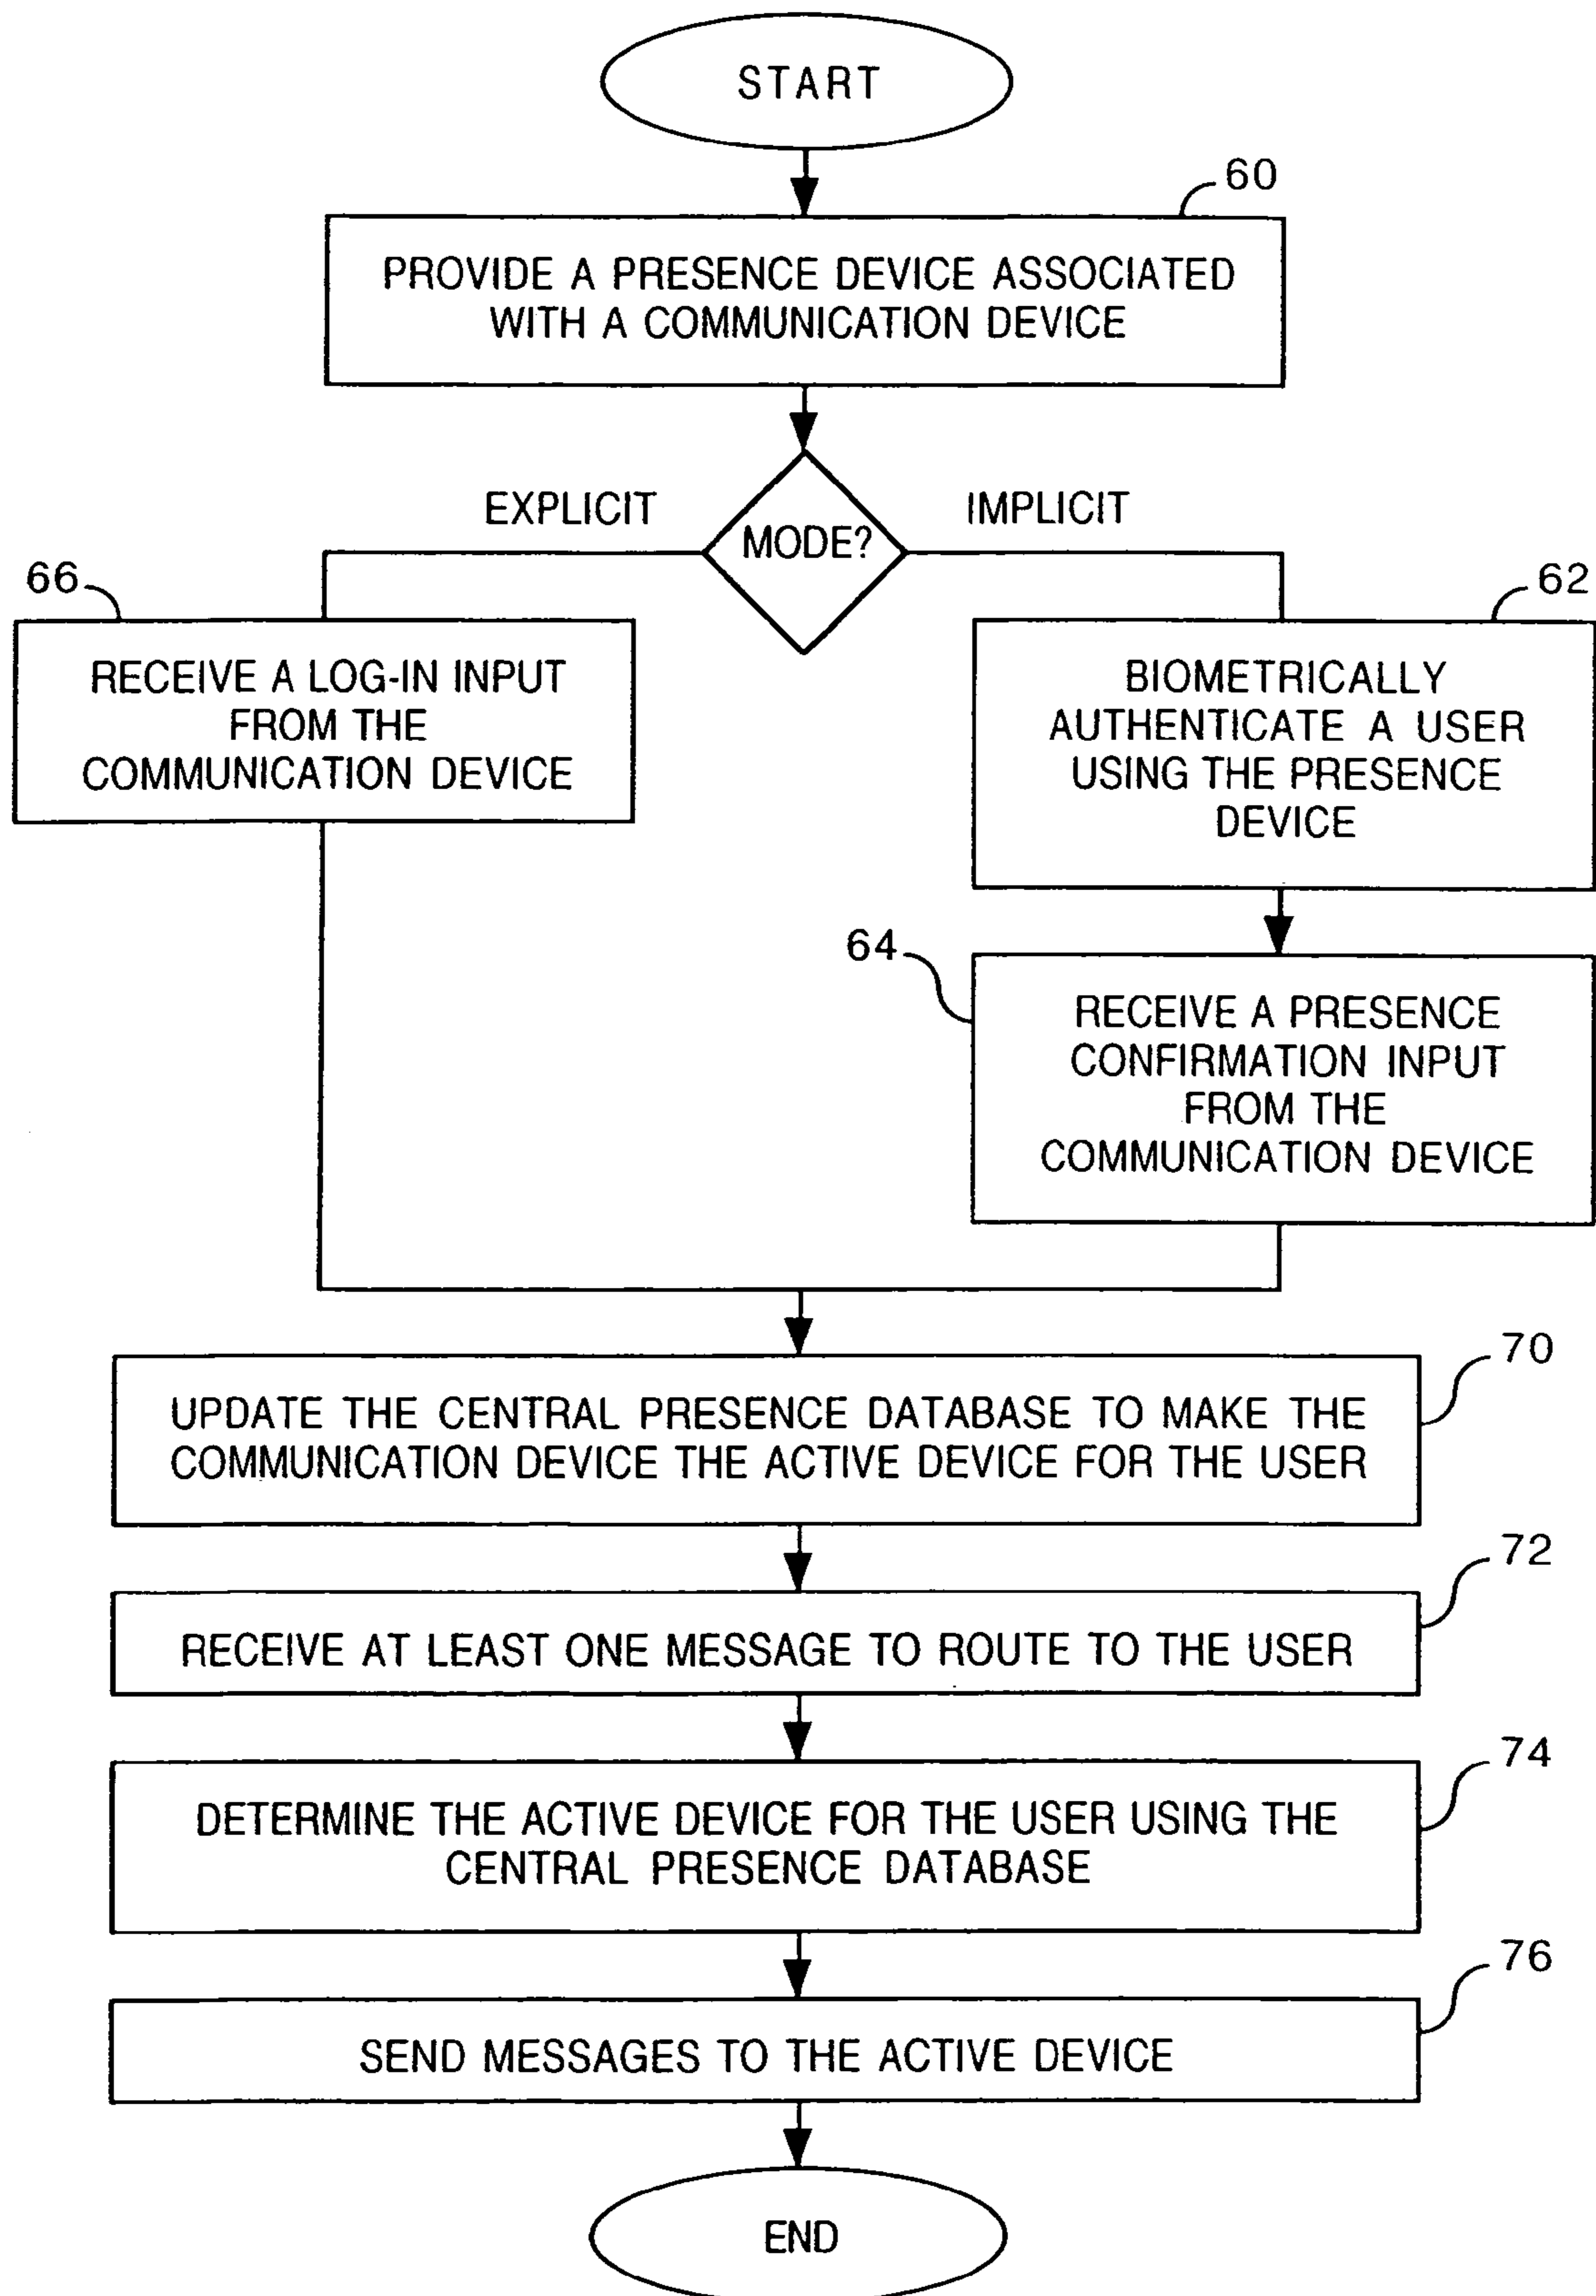 START
60
PROVIDE A PRESENCE DEVICE ASSOCIATED
WITH A COMMUNICATION DEVICE
EXPLICIT
MODE?
IMPLICIT
66
RECEIVE A LOG-IN INPUT
FROM THE
COMMUNICATION DEVICE
62
BIOMETRICALLY
AUTHENTICATE A USER
USING THE PRESENCE
DEVICE
64
RECEIVE A PRESENCE
CONFIRMATION INPUT
FROM THE
COMMUNICATION DEVICE
70
UPDATE THE CENTRAL PRESENCE DATABASE TO MAKE THE
COMMUNICATION DEVICE THE ACTIVE DEVICE FOR THE USER
72
RECEIVE AT LEAST ONE MESSAGE TO ROUTE TO THE USER
74
DETERMINE THE ACTIVE DEVICE FOR THE USER USING THE
CENTRAL PRESENCE DATABASE
76
SEND MESSAGES TO THE ACTIVE DEVICE
END